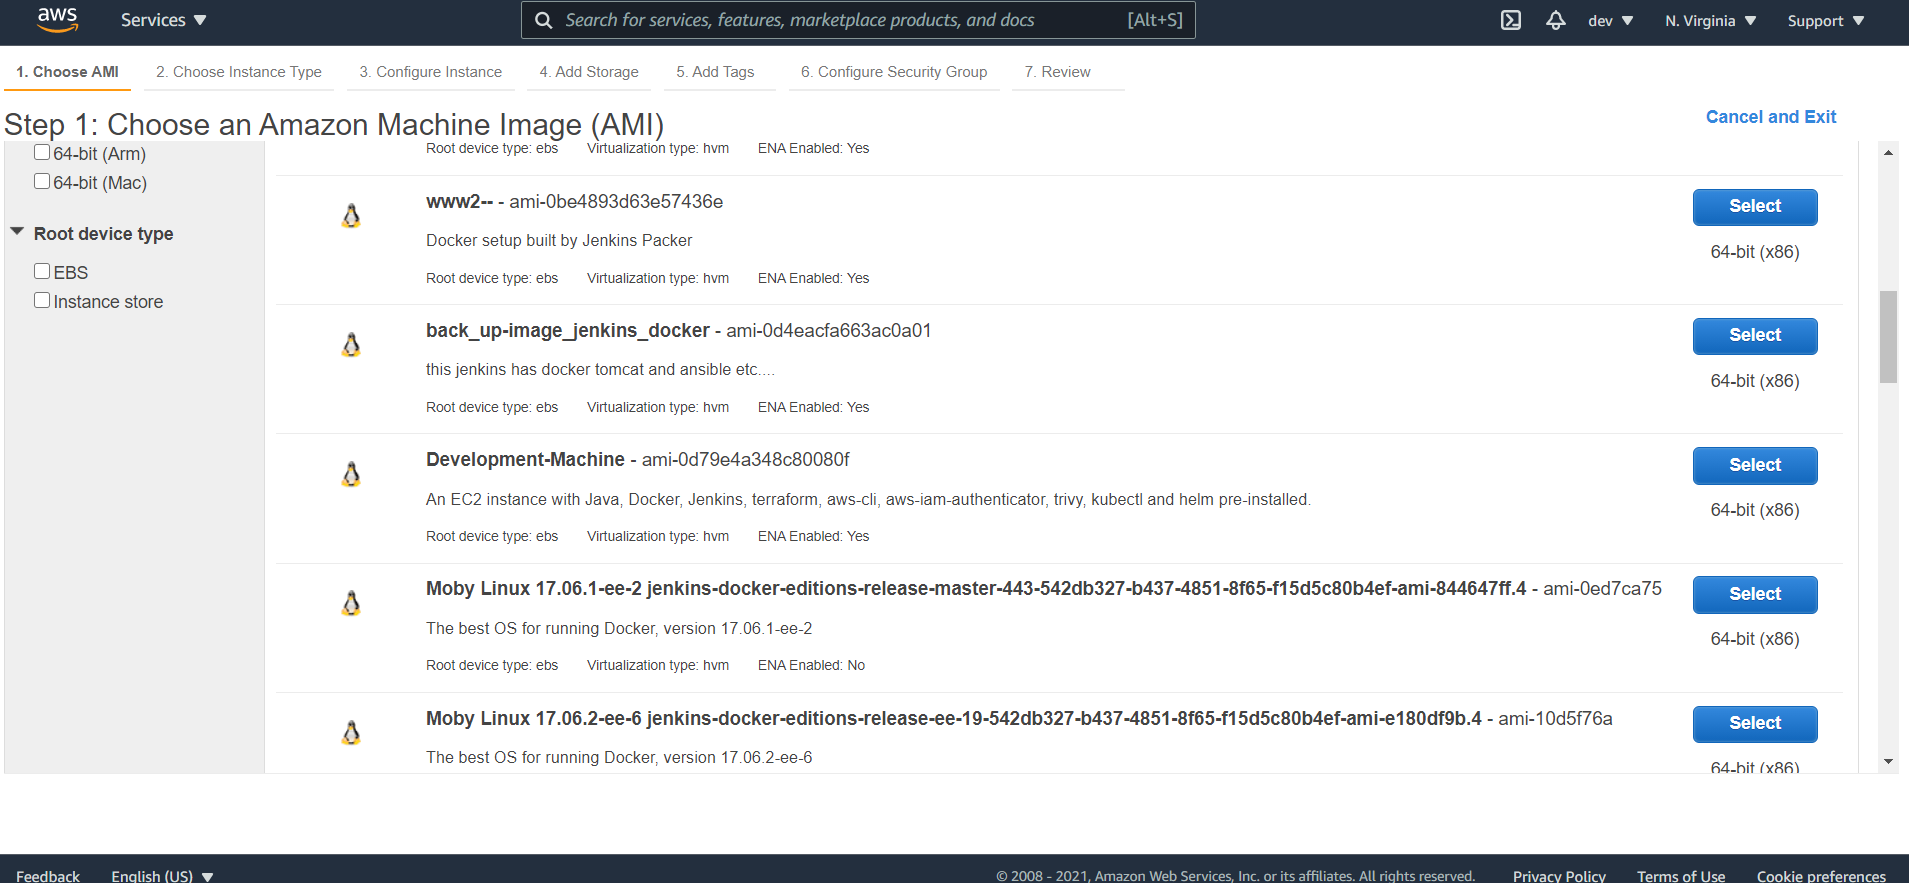 aws Services Search for services, features, marketplace products, and docs [Alt+S] dev N. Virginia Support
1. Choose AMI 2. Choose Instance Type 3. Configure Instance 4. Add Storage 5. Add Tags 6. Configure Security Group 7. Review
Step 1: Choose an Amazon Machine Image (AMI)
Cancel and Exit
64-bit (Arm)
64-bit (Mac)
Root device type
EBS
Instance store
Root device type: ebs Virtualization type: hvm ENA Enabled: Yes
www2-- - ami-0be4893d63e57436e
Select
Docker setup built by Jenkins Packer
64-bit (x86)
Root device type: ebs Virtualization type: hvm ENA Enabled: Yes
back_up-image_jenkins_docker - ami-0d4eacfa663ac0a01
Select
this jenkins has docker tomcat and ansible etc....
64-bit (x86)
Root device type: ebs Virtualization type: hvm ENA Enabled: Yes
Development-Machine - ami-0d79e4a348c80080f
Select
An EC2 instance with Java, Docker, Jenkins, terraform, aws-cli, aws-iam-authenticator, trivy, kubectl and helm pre-installed.
64-bit (x86)
Root device type: ebs Virtualization type: hvm ENA Enabled: Yes
Moby Linux 17.06.1-ee-2 jenkins-docker-editions-release-master-443-542db327-b437-4851-8f65-f15d5c80b4ef-ami-844647ff.4 - ami-0ed7ca75
Select
The best OS for running Docker, version 17.06.1-ee-2
64-bit (x86)
Root device type: ebs Virtualization type: hvm ENA Enabled: No
Moby Linux 17.06.2-ee-6 jenkins-docker-editions-release-ee-19-542db327-b437-4851-8f65-f15d5c80b4ef-ami-e180df9b.4 - ami-10d5f76a
Select
The best OS for running Docker, version 17.06.2-ee-6
64-bit (x86)
Feedback English (US) © 2008 - 2021, Amazon Web Services, Inc. or its affiliates. All rights reserved. Privacy Policy Terms of Use Cookie preferences